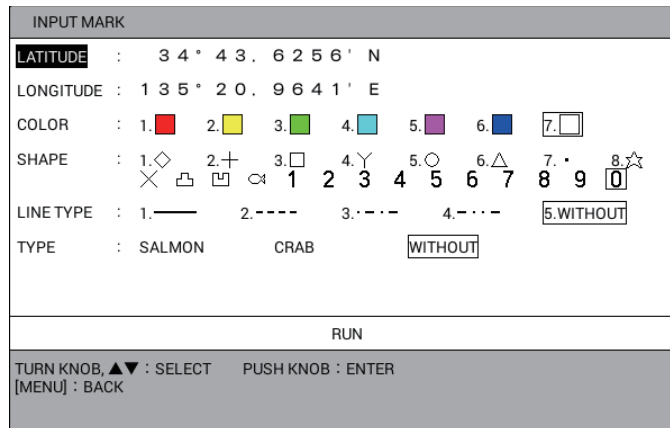 INPUT MARK
LATITUDE : 34°43.6256' N
LONGITUDE : 135°20.9641' E
COLOR : 1. 2. 3. 4. 5. 6. 7.
SHAPE : 1. 2. 3. 4. 5. 6. 7. 8.
1 2 3 4 5 6 7 8 9 0
LINE TYPE : 1. 2. 3. 4. 5.WITHOUT
TYPE : SALMON CRAB WITHOUT
RUN
TURN KNOB, ▲▼ : SELECT PUSH KNOB : ENTER
[MENU] : BACK